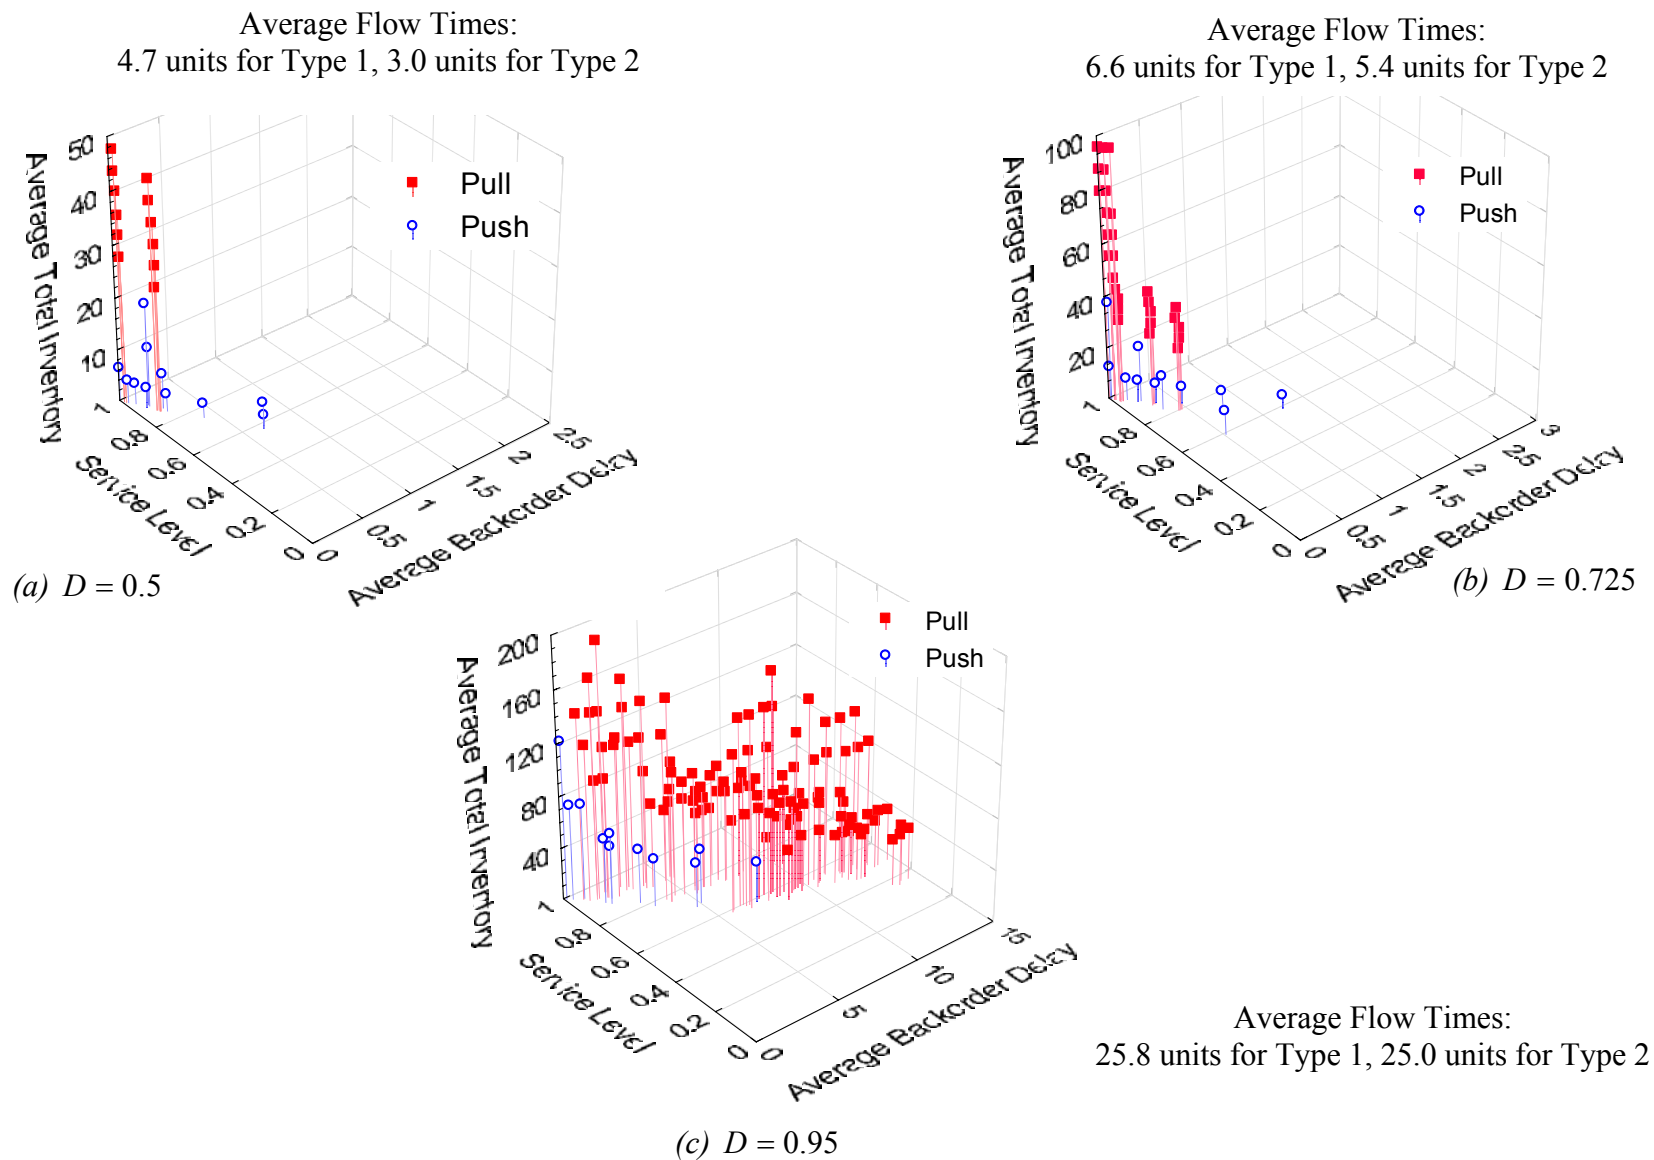 Average Flow Times:
4.7 units for Type 1, 3.0 units for Type 2
Average Flow Times:
6.6 units for Type 1, 5.4 units for Type 2
Average Total Inventory
50
40
30
20
10
1
0.8
0.6
0.4
0.2
0
Service Level
0
0.5
1
1.5
2
2.5
Average Backorder Delay
Pull
Push
(a) D = 0.5
Average Total Inventory
100
80
60
40
20
1
0.8
0.6
0.4
0.2
0
Service Level
0
0.5
1
1.5
2
2.5
3
Average Backorder Delay
Pull
Push
(b) D = 0.725
Average Total Inventory
200
160
120
80
40
1
0.8
0.6
0.4
0.2
0
Service Level
0
5
10
15
Average Backorder Delay
Pull
Push
Average Flow Times:
25.8 units for Type 1, 25.0 units for Type 2
(c) D = 0.95